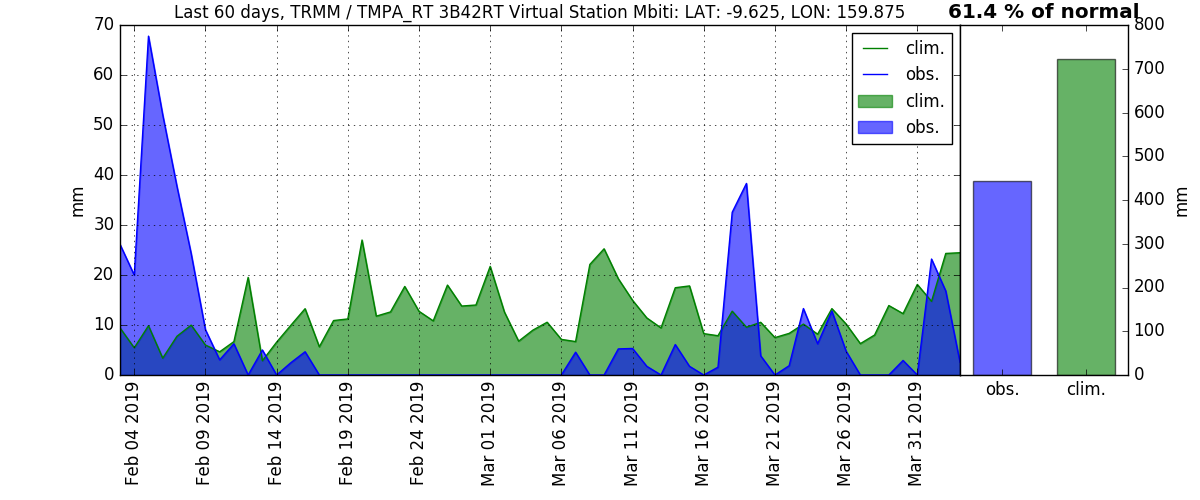 Last 60 days, TRMM / TMPA_RT 3B42RT Virtual Station Mbiti: LAT: -9.625, LON: 159.875
61.4 % of normal
70
60
50
40
30
20
10
0
mm
clim.
obs.
clim.
obs.
Feb 04 2019
Feb 09 2019
Feb 14 2019
Feb 19 2019
Feb 24 2019
Mar 01 2019
Mar 06 2019
Mar 11 2019
Mar 16 2019
Mar 21 2019
Mar 26 2019
Mar 31 2019
800
700
600
500
400
300
200
100
0
mm
obs.
clim.